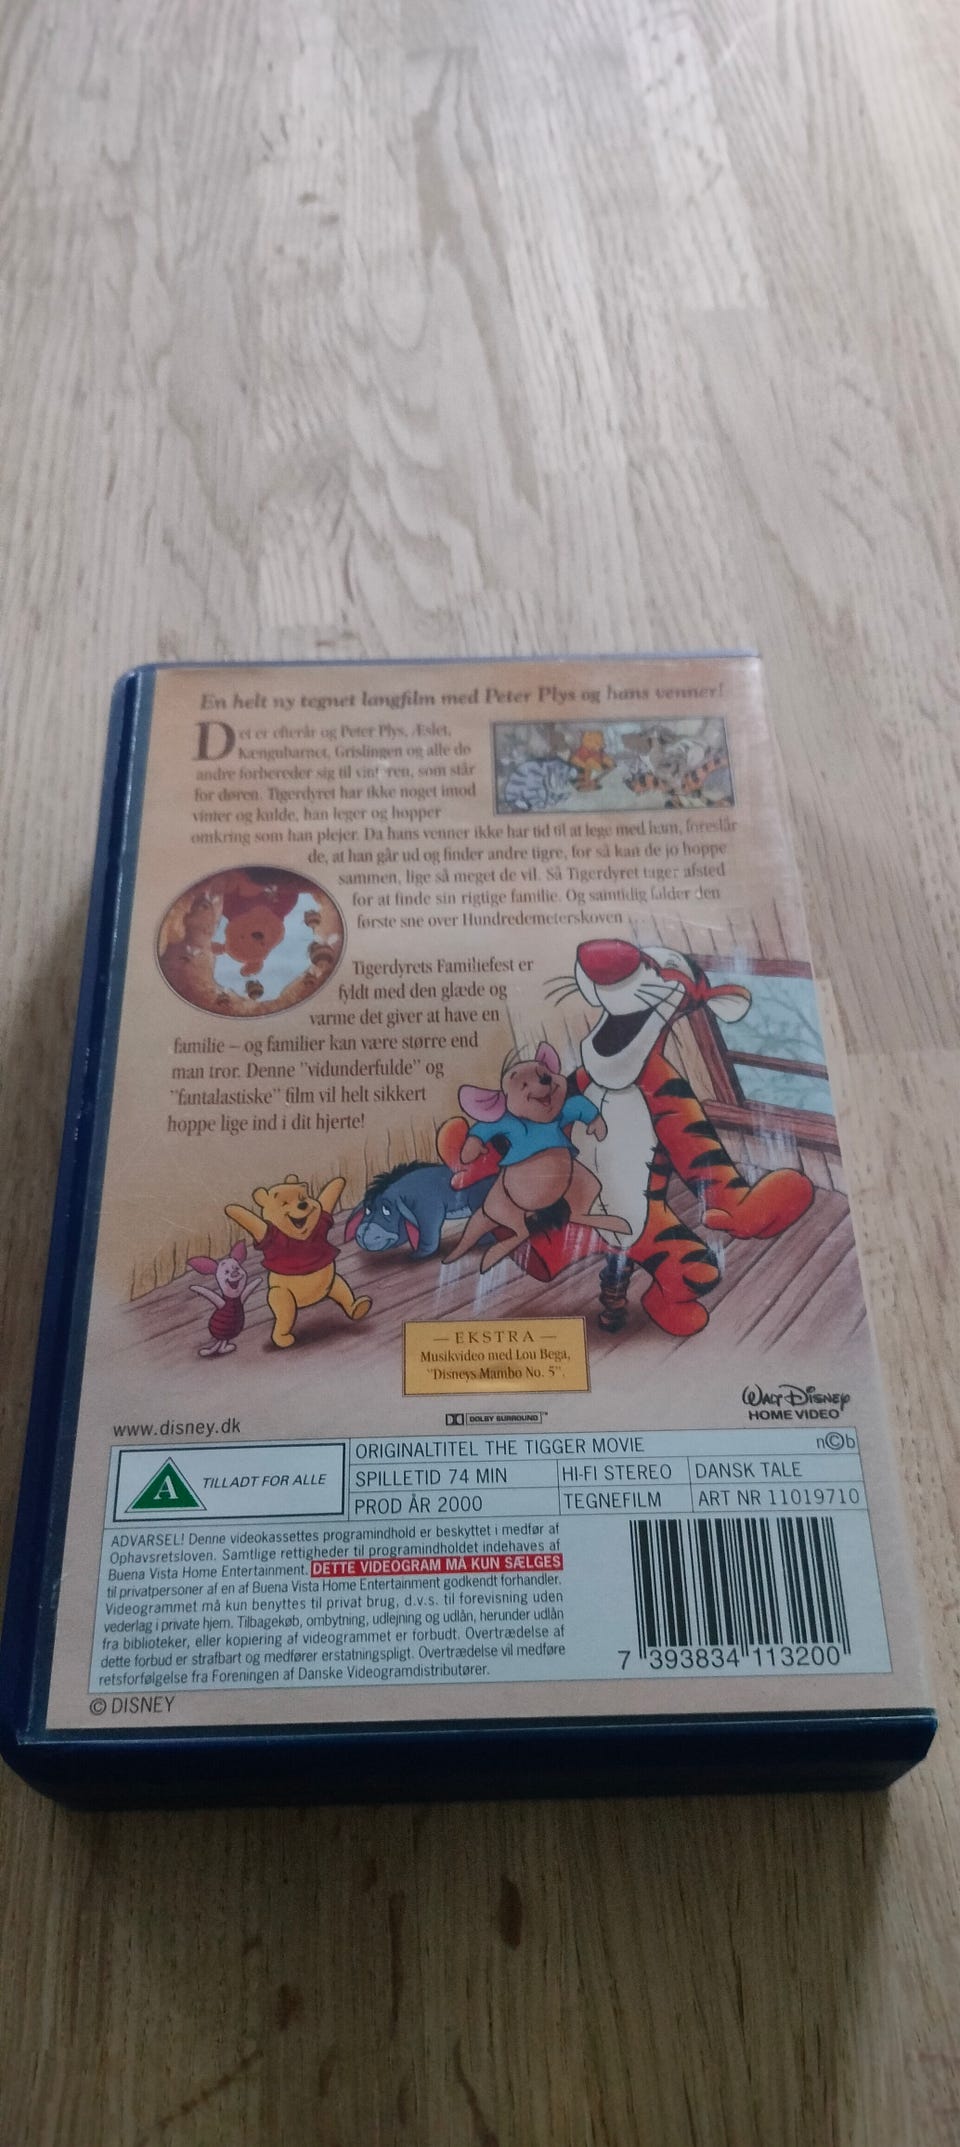 En helt ny tegnet langfilm med Peter Plys og hans venner!
Det er efterår og Peter Plys, Æslet,
Kængubarnet, Grislingen og alle de
andre forbereder sig til vinteren, som står
for døren. Tigerdyret har ikke noget imod
vinter og kulde, han leger og hopper
omkring som han plejer. Da hans venner ikke har tid til at lege med ham, foreslår
de, at han går ud og finder andre tigre, for så kan de jo hoppe
sammen, lige så meget de vil. Så Tigerdyret tager afsted
for at finde sin rigtige familie. Og samtidig falder den
første sne over Hundredemeterskoven ...
Tigerdyrets Familiefest er
fyldt med den glæde og
varme det giver at have en
familie – og familier kan være større end
man tror. Denne "vidunderfulde" og
"fantalastiske" film vil helt sikkert
hoppe lige ind i dit hjerte!
— EKSTRA —
Musikvideo med Lou Bega,
"Disneys Mambo No. 5".
www.disney.dk
DOLBY SURROUND™
WALT DISNEY
HOME VIDEO
A TILLADT FOR ALLE
ORIGINALTITEL THE TIGGER MOVIE
n©b
SPILLETID 74 MIN HI-FI STEREO DANSK TALE
PROD ÅR 2000 TEGNEFILM ART NR 11019710
ADVARSEL! Denne videokassettes programindhold er beskyttet i medfør af
Ophavsretsloven. Samtlige rettigheder til programindholdet indehaves af
Buena Vista Home Entertainment. DETTE VIDEOGRAM MÅ KUN SÆLGES
til privatpersoner af en af Buena Vista Home Entertainment godkendt forhandler.
Videogrammet må kun benyttes til privat brug, d.v.s. til forevisning uden
vederlag i private hjem. Tilbagekøb, ombytning, udlejning og udlån, herunder udlån
fra biblioteker, eller kopiering af videogrammet er forbudt. Overtrædelse af
dette forbud er strafbart og medfører erstatningspligt. Overtrædelse vil medføre
retsforfølgelse fra Foreningen af Danske Videogramdistributører.
7 393834 113200
© DISNEY